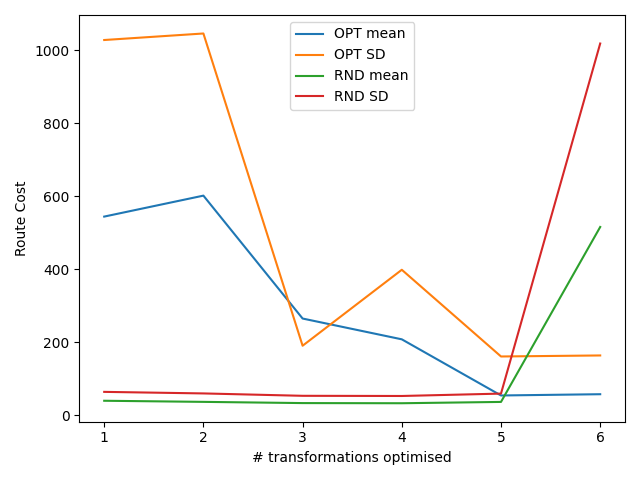 OPT mean
OPT SD
RND mean
RND SD
1000
800
600
400
200
0
Route Cost
1 2 3 4 5 6
# transformations optimised